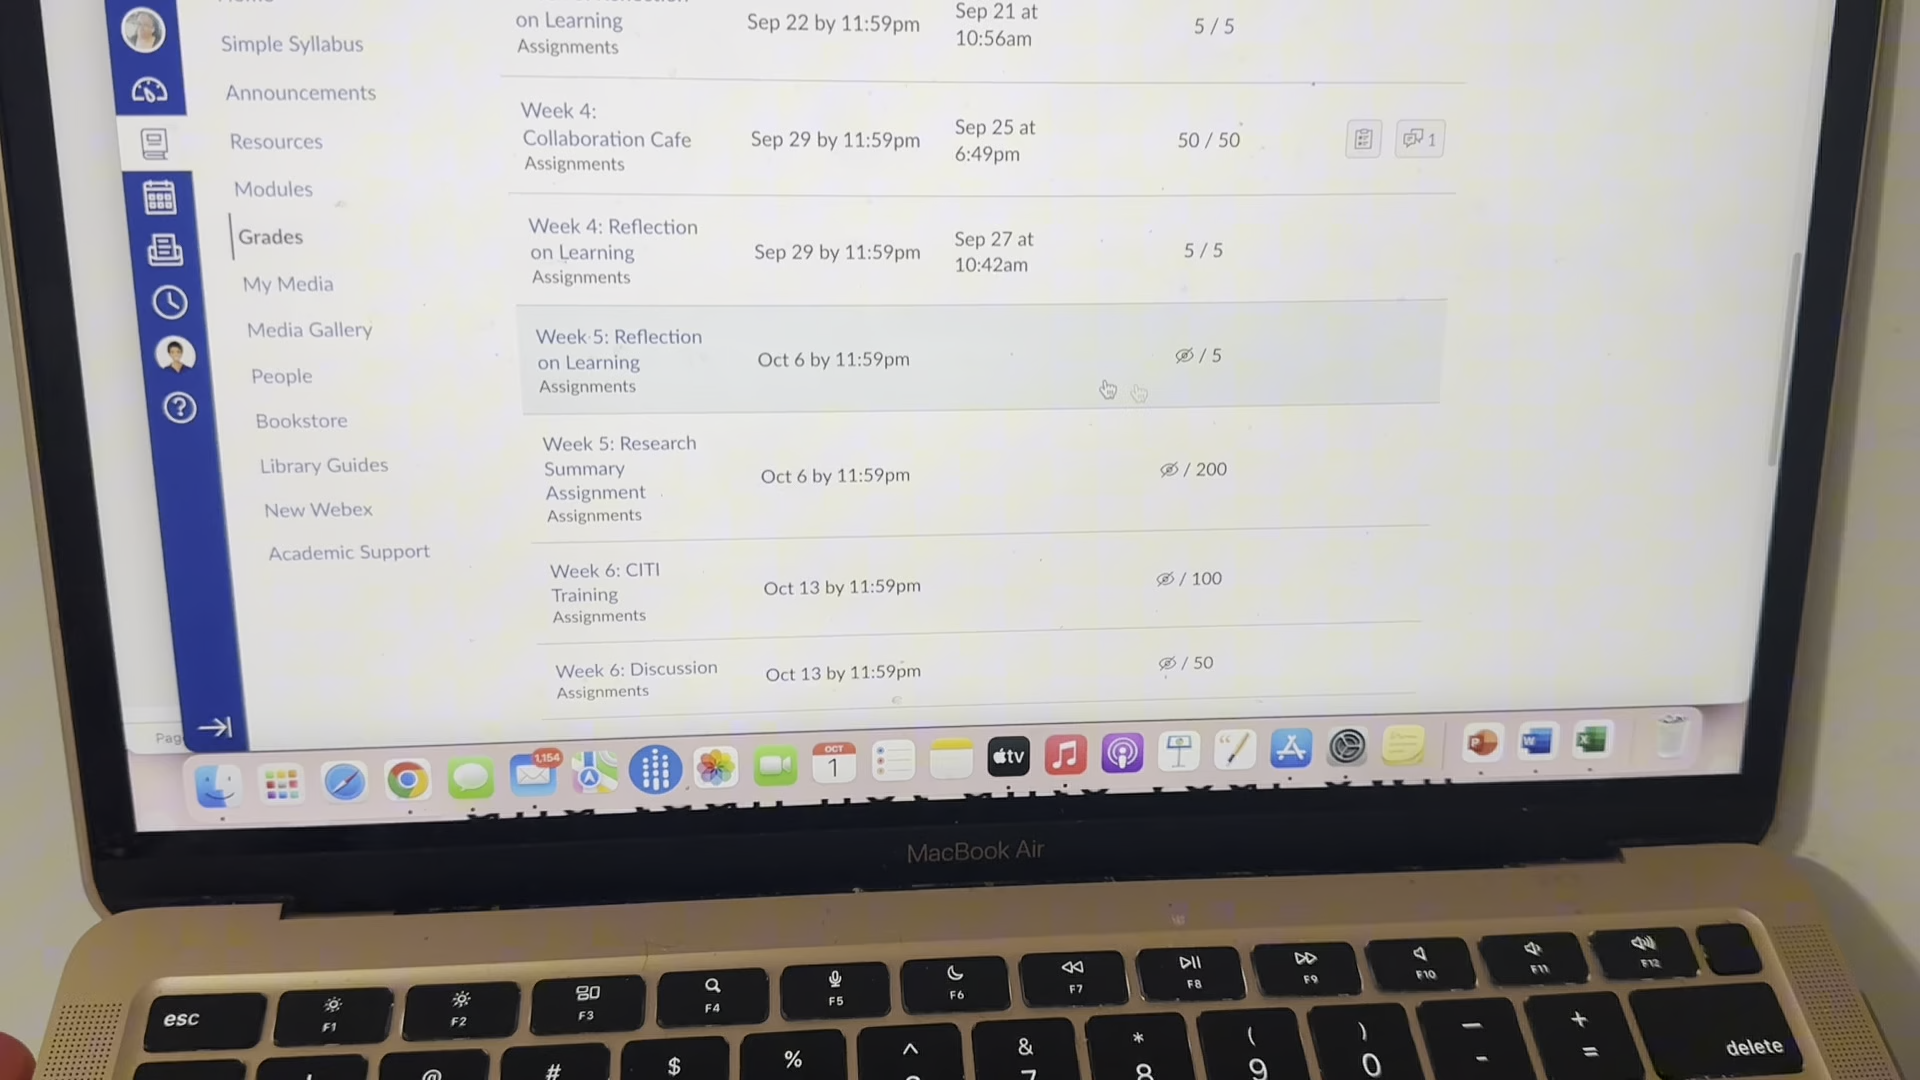 Simple Syllabus
Announcements
Resources
Modules
Grades
My Media
Media Gallery
People
Bookstore
Library Guides
New Webex
Academic Support
on Learning
Assignments
Sep 22 by 11:59pm
Sep 21 at
10:56am
5 / 5
Week 4:
Collaboration Cafe
Assignments
Sep 29 by 11:59pm
Sep 25 at
6:49pm
50 / 50
1
Week 4: Reflection
on Learning
Assignments
Sep 29 by 11:59pm
Sep 27 at
10:42am
5 / 5
Week 5: Reflection
on Learning
Assignments
Oct 6 by 11:59pm
/ 5
Week 5: Research
Summary
Assignment
Assignments
Oct 6 by 11:59pm
/ 200
Week 6: CITI
Training
Assignments
Oct 13 by 11:59pm
/ 100
Week 6: Discussion
Assignments
Oct 13 by 11:59pm
/ 50
Pag
1,154
OCT
1
tv
P
W
X
MacBook Air
esc
F1
F2
F3
F4
F5
F6
F7
F8
F9
F10
F11
F12
@
#
$
%
^
&
7
*
8
(
9
)
0
—
-
+
=
delete